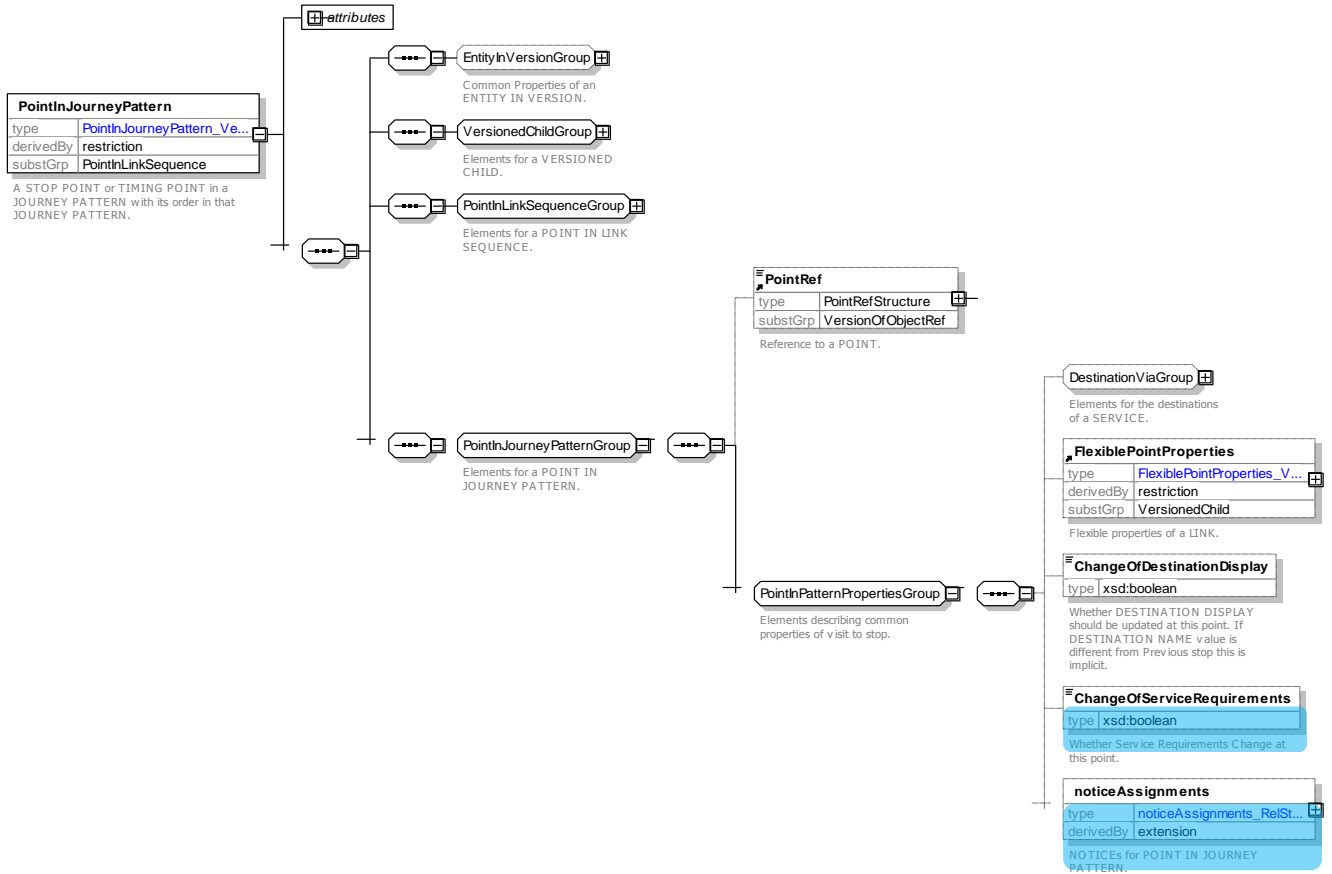 attributes
EntityInVersionGroup
Common Properties of an
ENTITY IN VERSION.
PointInJourneyPattern
type PointInJourneyPattern_Ve...
derivedBy restriction
substGrp PointInLinkSequence
A STOP POINT or TIMING POINT in a
JOURNEY PATTERN with its order in that
JOURNEY PATTERN.
VersionedChildGroup
Elements for a VERSIONED
CHILD.
PointInLinkSequenceGroup
Elements for a POINT IN LINK
SEQUENCE.
PointRef
type PointRefStructure
substGrp VersionOfObjectRef
Reference to a POINT.
PointInJourneyPatternGroup
Elements for a POINT IN
JOURNEY PATTERN.
PointInPatternPropertiesGroup
Elements describing common
properties of visit to stop.
DestinationViaGroup
Elements for the destinations
of a SERVICE.
FlexiblePointProperties
type FlexiblePointProperties_V...
derivedBy restriction
substGrp VersionedChild
Flexible properties of a LINK.
ChangeOfDestinationDisplay
type xsd:boolean
Whether DESTINATION DISPLAY
should be updated at this point. If
DESTINATION NAME value is
different from Previous stop this is
implicit.
ChangeOfServiceRequirements
type xsd:boolean
Whether Service Requirements Change at
this point.
noticeAssignments
type noticeAssignments_RelSt...
derivedBy extension
NOTICEs for POINT IN JOURNEY
PATTERN.